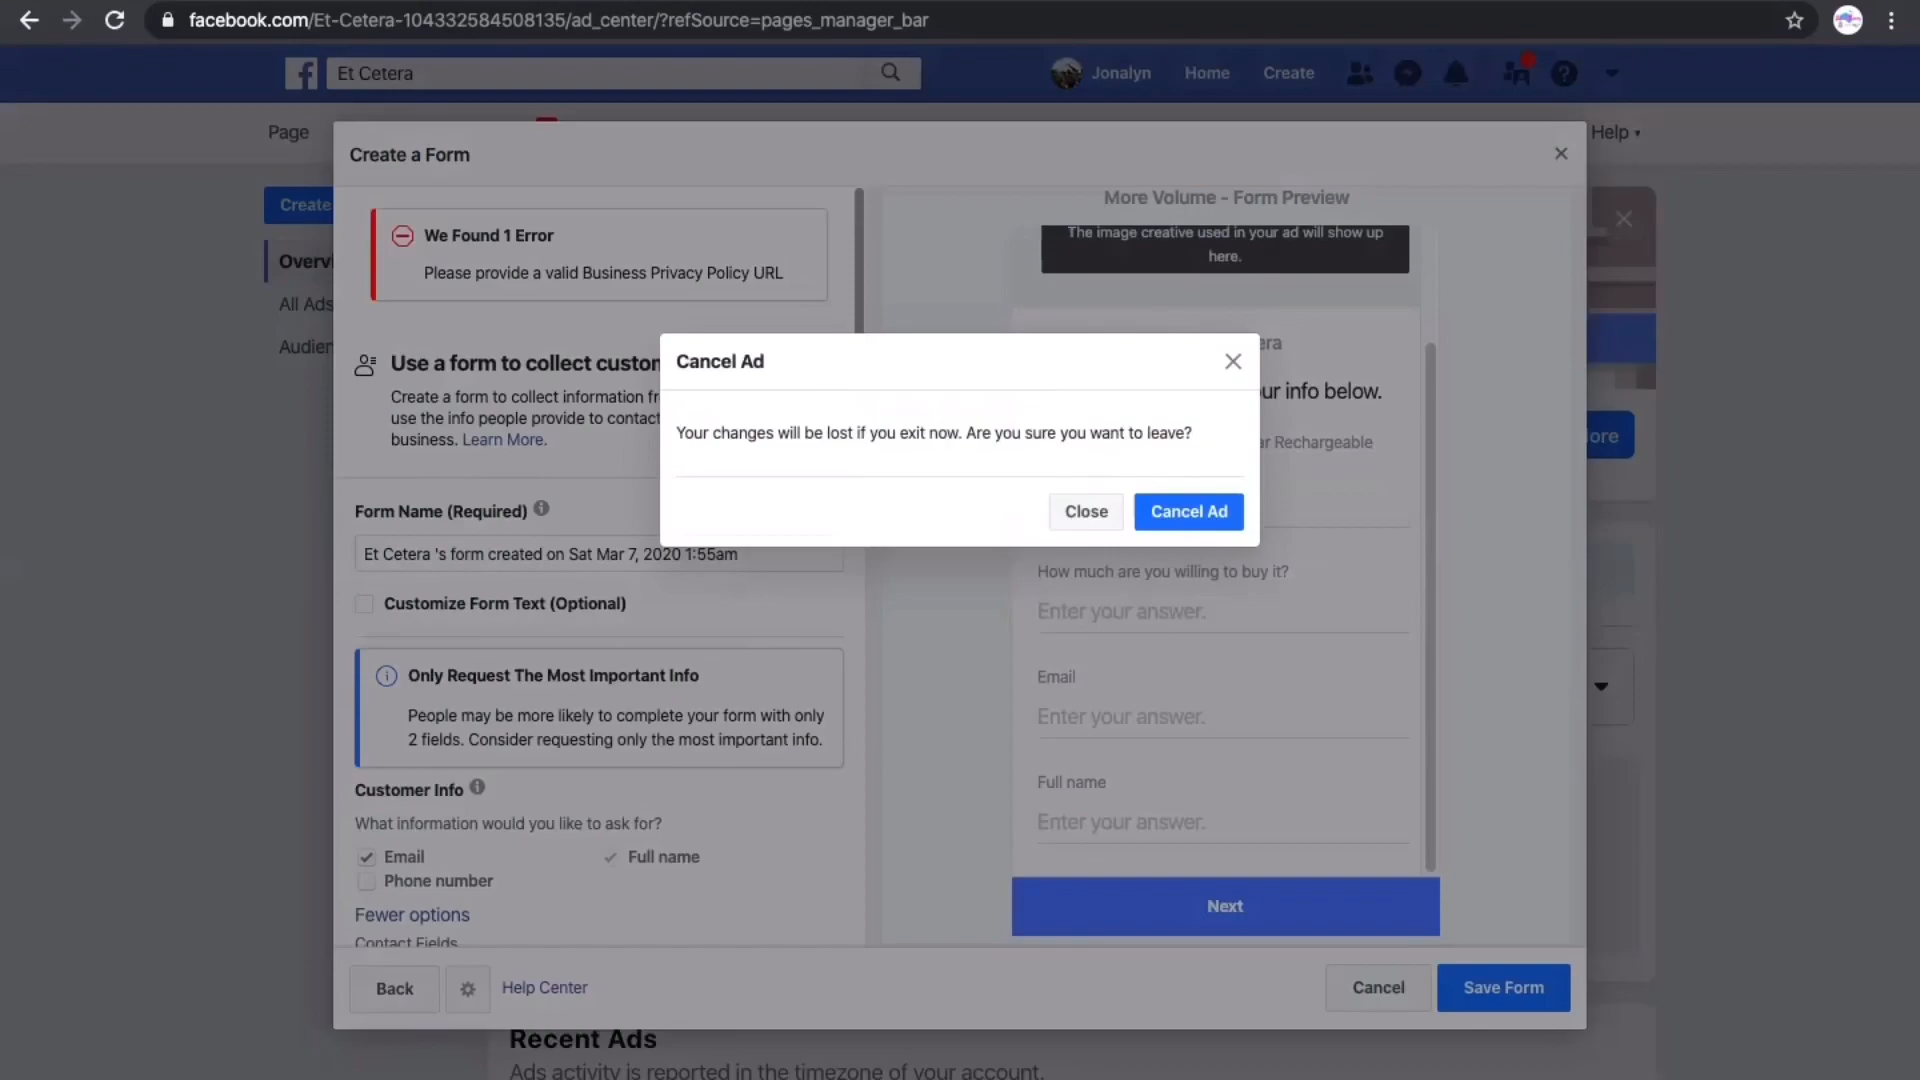 facebook.com/Et-Cetera-104332584508135/ad_center/?refSource=pages_manager_bar
Et Cetera
Jonalyn
Home
Create
Page
Help
Create a Form
Create
Overv
All Ads
Audien
We Found 1 Error
Please provide a valid Business Privacy Policy URL
Use a form to collect custom
Create a form to collect information fr
use the info people provide to contact
business. Learn More.
Form Name (Required)
Et Cetera 's form created on Sat Mar 7, 2020 1:55am
Customize Form Text (Optional)
Only Request The Most Important Info
People may be more likely to complete your form with only
2 fields. Consider requesting only the most important info.
Customer Info
What information would you like to ask for?
Email
Full name
Phone number
Fewer options
Contact Fields
More Volume - Form Preview
The image creative used in your ad will show up
here.
era
ur info below.
ar Rechargeable
Cancel Ad
Your changes will be lost if you exit now. Are you sure you want to leave?
Close
Cancel Ad
How much are you willing to buy it?
Enter your answer.
Email
Enter your answer.
Full name
Enter your answer.
Next
ore
Back
Help Center
Cancel
Save Form
Recent Ads
Ads activity is reported in the timezone of your account.